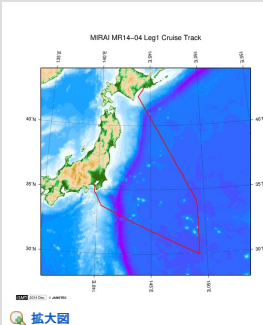 MIRAI MR14-04 Leg1 Cruise Track
140˚E 145˚E
40˚N 40˚N
35˚N 35˚N
30˚N 30˚N
140˚E 145˚E 150˚E
GMT 2014 Dec © JAMSTEC
拡大図